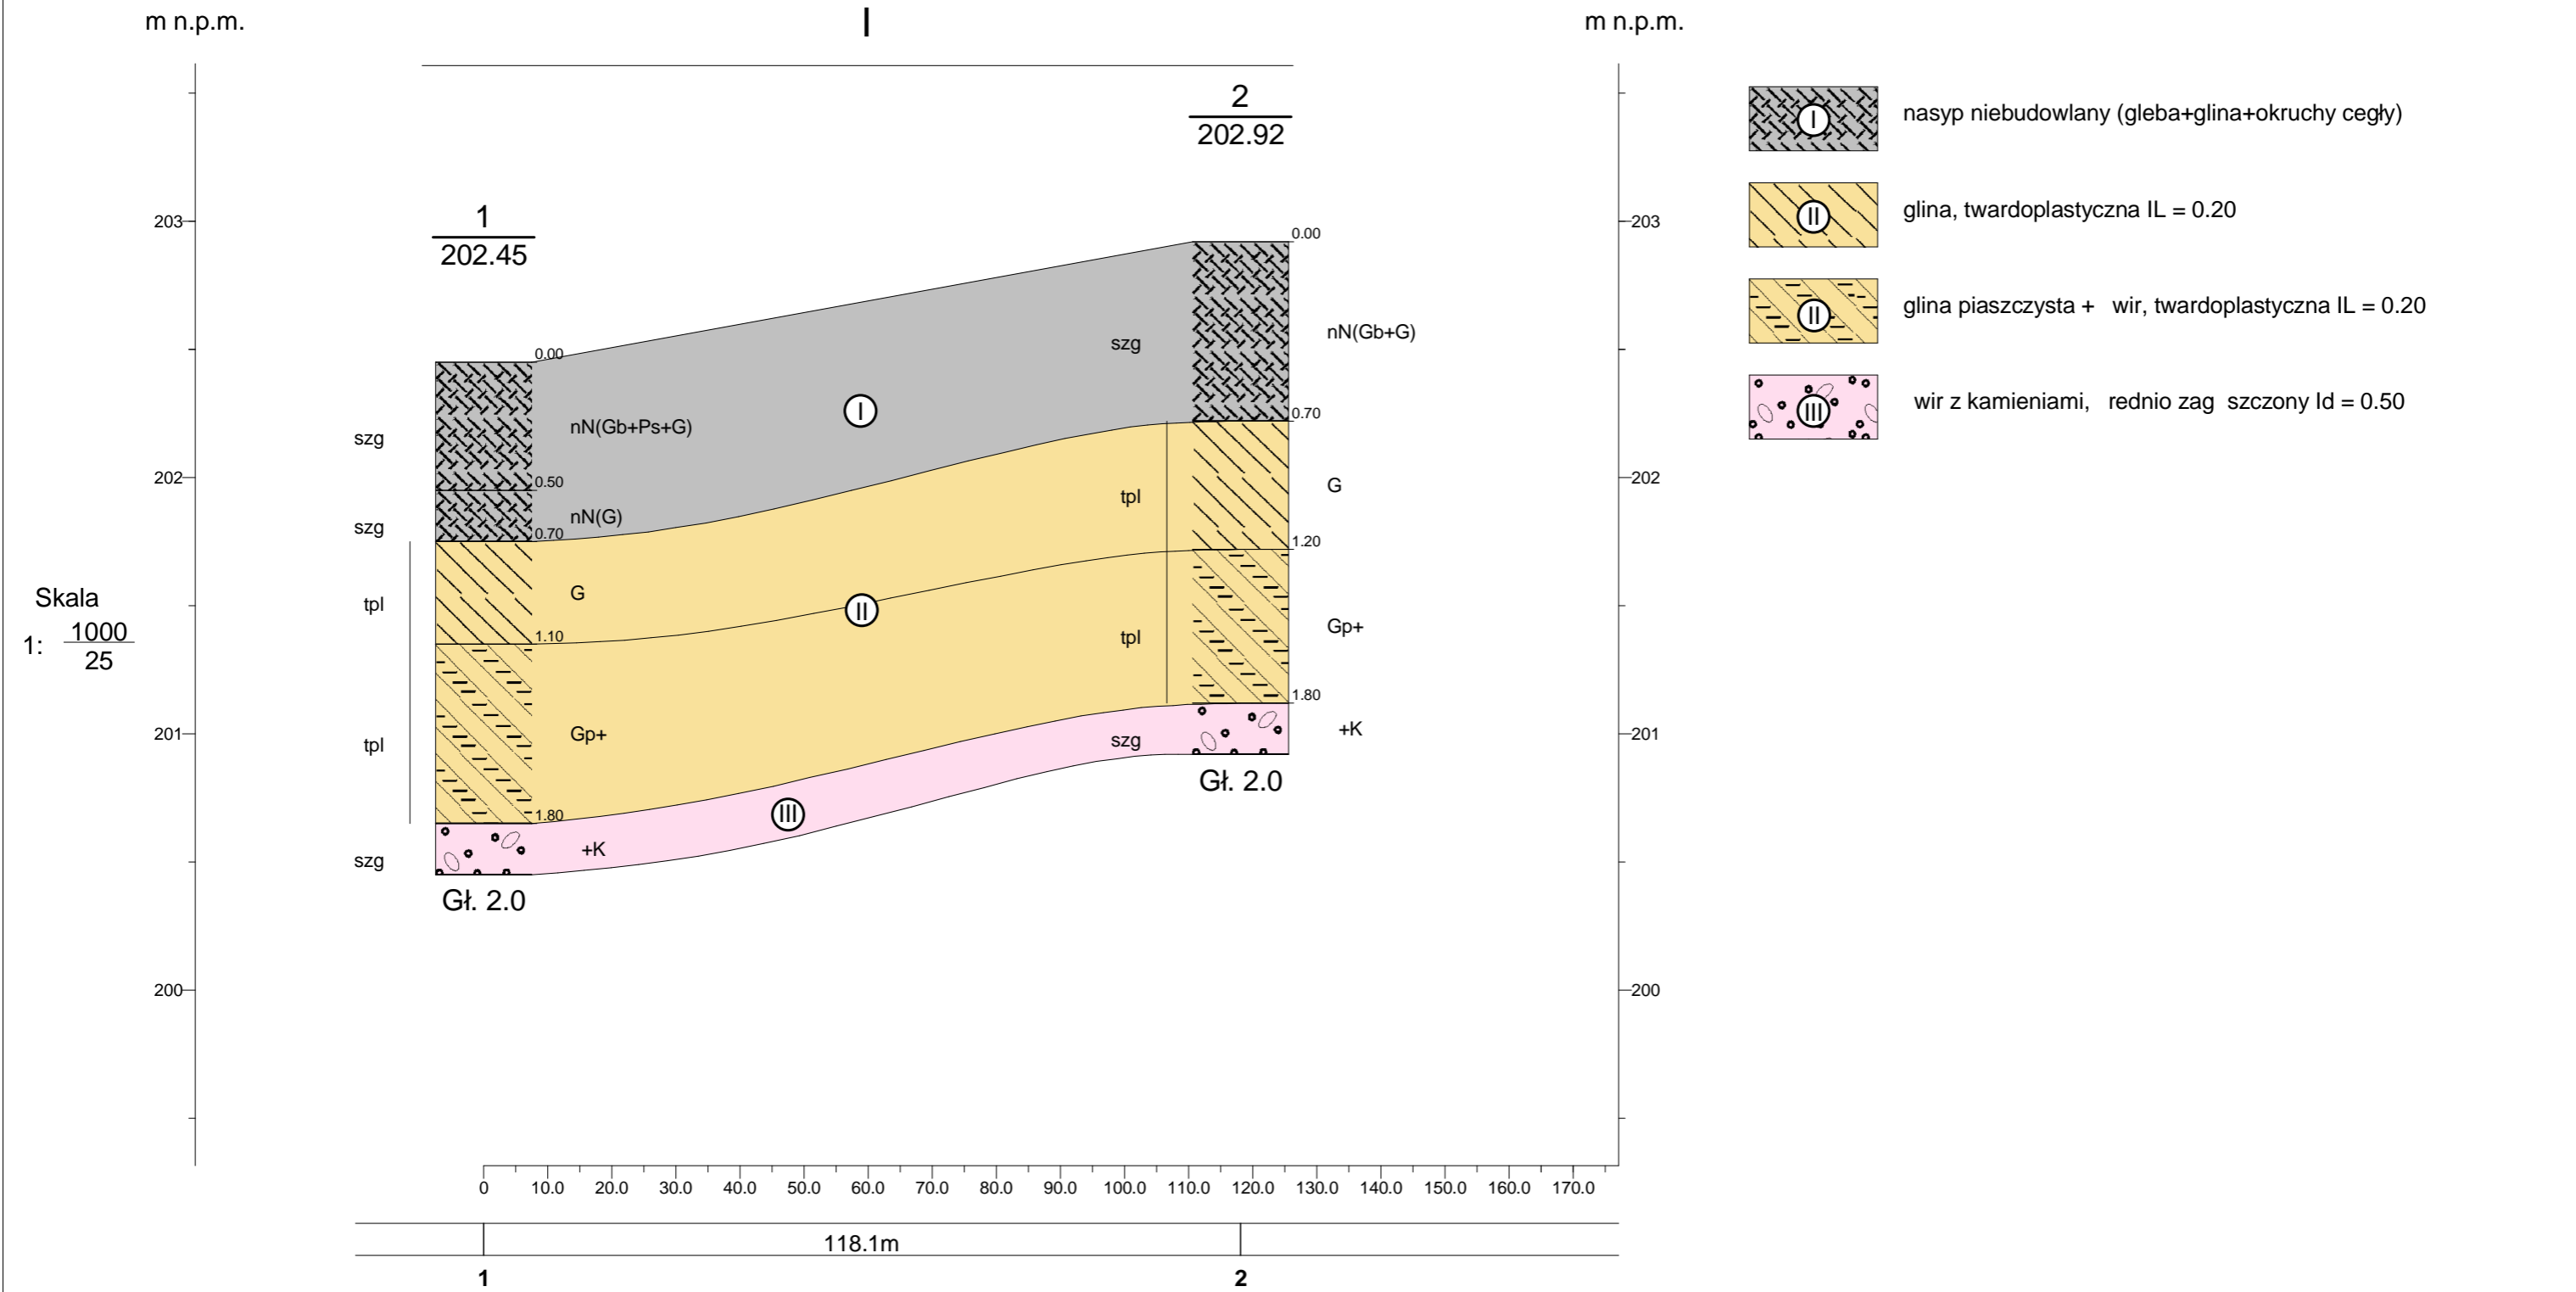 m n.p.m.
I
m n.p.m.
2
202.92
1
202.45
203
202
201
200
203
202
201
200
Skala
1: 1000
25
0.00
szg
nN(Gb+Ps+G)
0.50
szg
nN(G)
0.70
tpl
G
1.10
tpl
Gp+
1.80
szg
+K
Gł. 2.0
I
II
III
0.00
szg
nN(Gb+G)
0.70
tpl
G
1.20
tpl
Gp+
1.80
szg
+K
Gł. 2.0
I nasyp niebudowlany (gleba+glina+okruchy cegły)
II glina, twardoplastyczna IL = 0.20
II glina piaszczysta + wir, twardoplastyczna IL = 0.20
III wir z kamieniami, rednio zag szczony Id = 0.50
0 10.0 20.0 30.0 40.0 50.0 60.0 70.0 80.0 90.0 100.0 110.0 120.0 130.0 140.0 150.0 160.0 170.0
118.1m
1 2